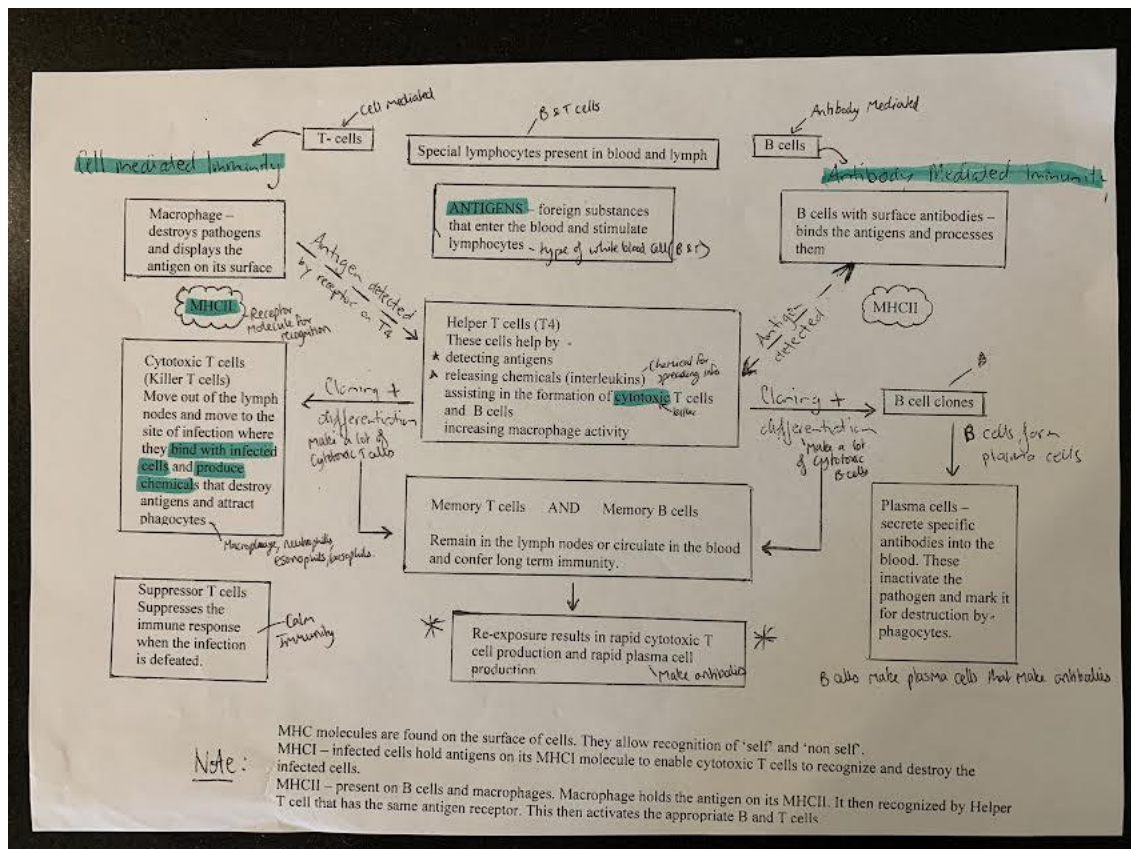 Cell mediated
T- cells
Cell mediated Immunity
B & T cells
Special lymphocytes present in blood and lymph
Antibody Mediated
B cells
Antibody Mediated Immunity
Macrophage –
destroys pathogens
and displays the
antigen on its surface
MHCII
Receptor
Molecule for
recognition
Antigen detected
by receptor on T4
ANTIGENS – foreign substances
that enter the blood and stimulate
lymphocytes - type of white blood cell (B & T)
B cells with surface antibodies –
binds the antigens and processes
them
MHCII
Antigen
detected
Helper T cells (T4)
These cells help by -
* detecting antigens
* releasing chemicals (interleukins)
Chemical for
spreading info
assisting in the formation of cytotoxic T cells
killer
and B cells
increasing macrophage activity
Cytotoxic T cells
(Killer T cells)
Move out of the lymph
nodes and move to the
site of infection where
they bind with infected
cells and produce
chemicals that destroy
antigens and attract
phagocytes
Macrophage, neutrophils,
esonophils, basophils.
Cloning +
differentiation
Make a lot of
Cytotoxic T cells
Cloning +
differentiation
Make a lot
of Cytotoxic
B cells
B
B cell clones
B cells form
plasma cells
Memory T cells AND Memory B cells
Remain in the lymph nodes or circulate in the blood
and confer long term immunity.
Plasma cells –
secrete specific
antibodies into the
blood. These
inactivate the
pathogen and mark it
for destruction by-
phagocytes.
B cells make plasma cells that make antibodies
Suppressor T cells
Suppresses the
immune response
when the infection
is defeated.
Calm
Immunity
* Re-exposure results in rapid cytotoxic T *
cell production and rapid plasma cell
production
Make antibodies
Note:
MHC molecules are found on the surface of cells. They allow recognition of ‘self’ and ‘non self’.
MHCI – infected cells hold antigens on its MHCI molecule to enable cytotoxic T cells to recognize and destroy the
infected cells.
MHCII – present on B cells and macrophages. Macrophage holds the antigen on its MHCII. It then recognized by Helper
T cell that has the same antigen receptor. This then activates the appropriate B and T cells